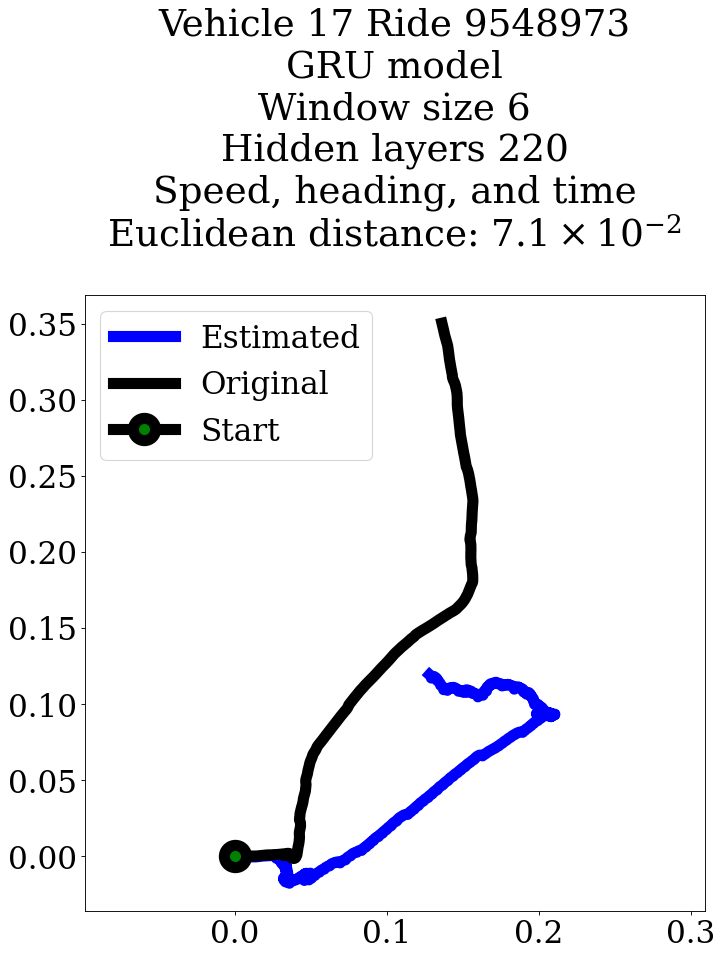 Vehicle 17 Ride 9548973
GRU model
Window size 6
Hidden layers 220
Speed, heading, and time
Euclidean distance: 7.1 × 10⁻²
Estimated
Original
Start
0.35
0.30
0.25
0.20
0.15
0.10
0.05
0.00
0.0 0.1 0.2 0.3